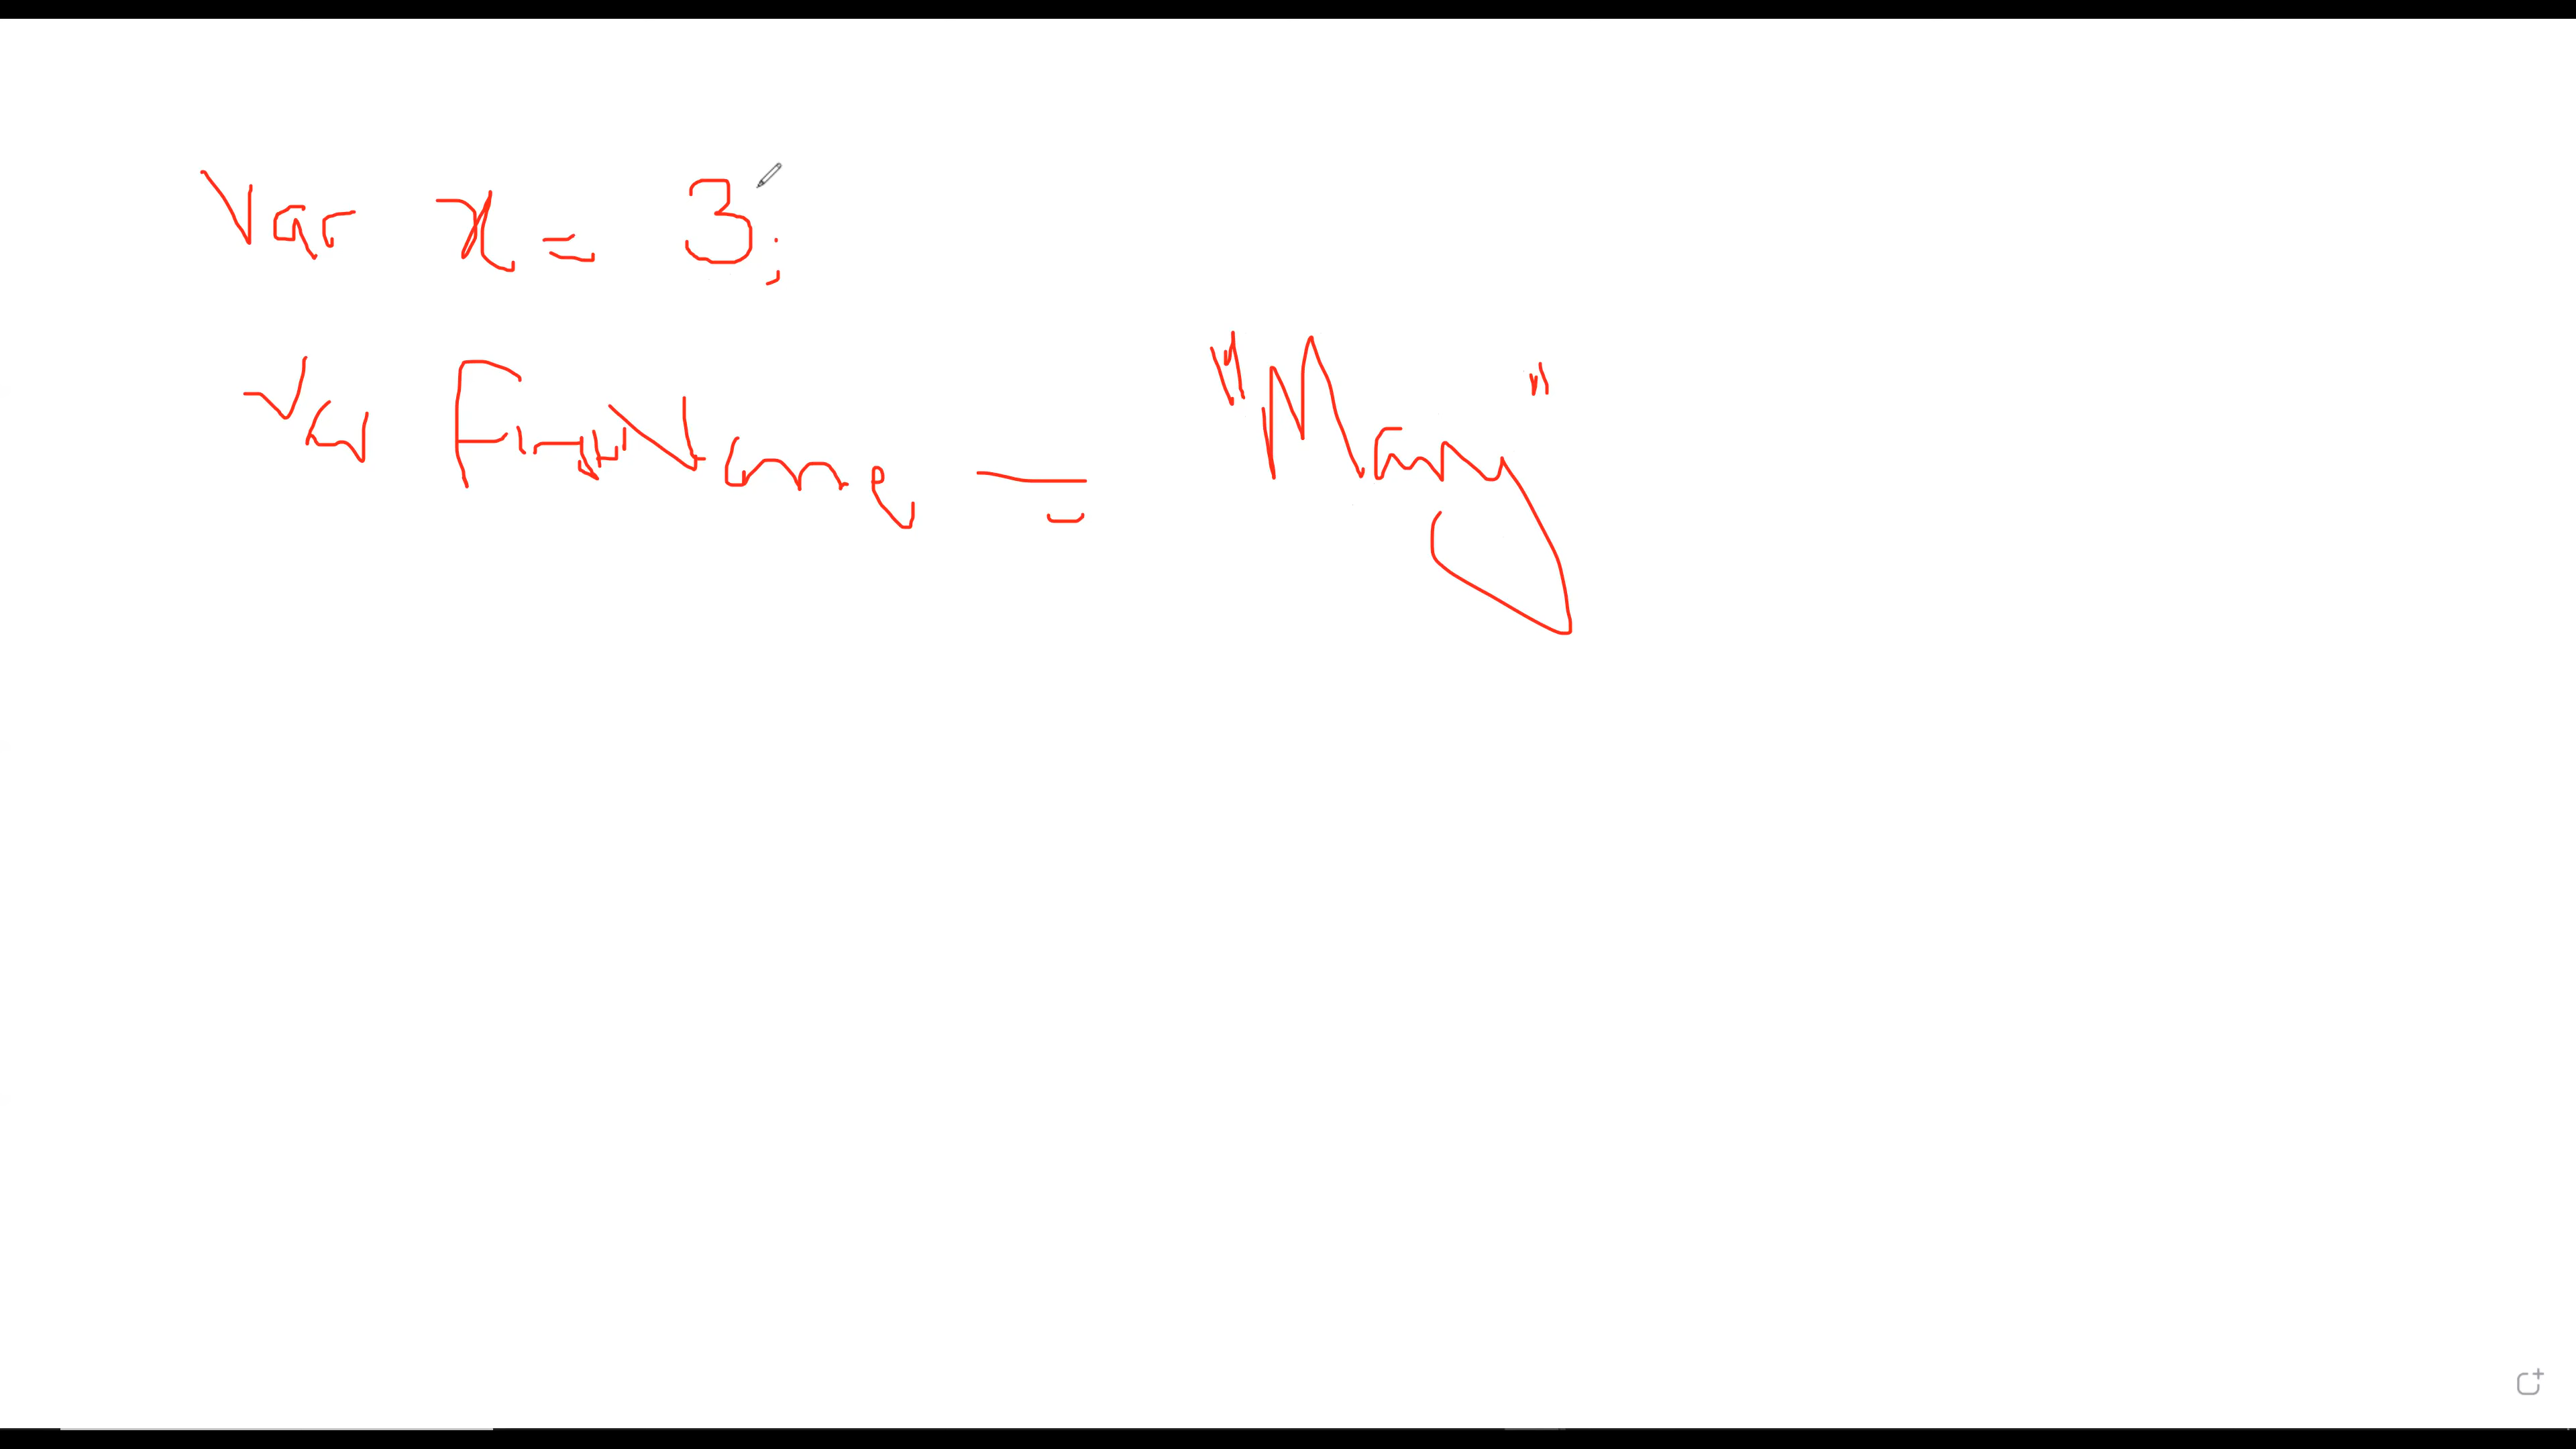 Var x = 3;
Var FirstName = "Mary"